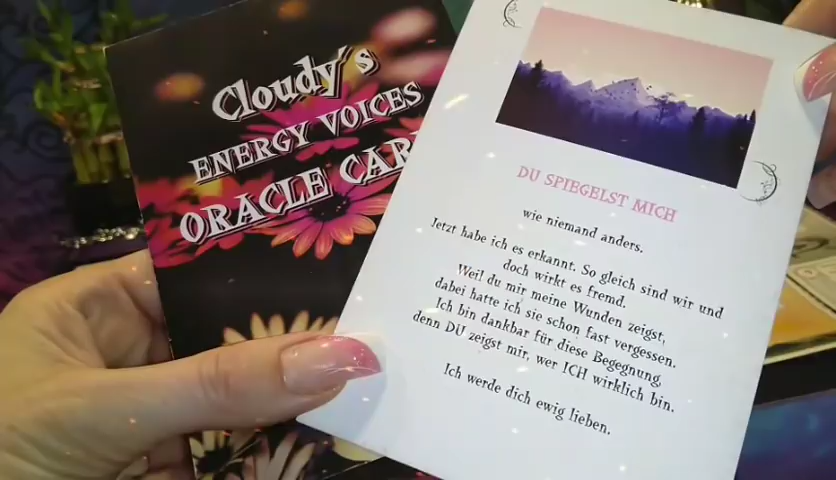 Cloudy's
ENERGY VOICES
ORACLE
DU SPIEGELST MICH
wie niemand anders.
Jetzt habe ich es erkannt. So gleich sind wir und
doch wirkt es fremd.
Weil du mir meine Wunden zeigst,
dabei hatte ich sie schon fast vergessen.
Ich bin dankbar für diese Begegnung,
denn DU zeigst mir, wer ICH wirklich bin.
Ich werde dich ewig lieben.